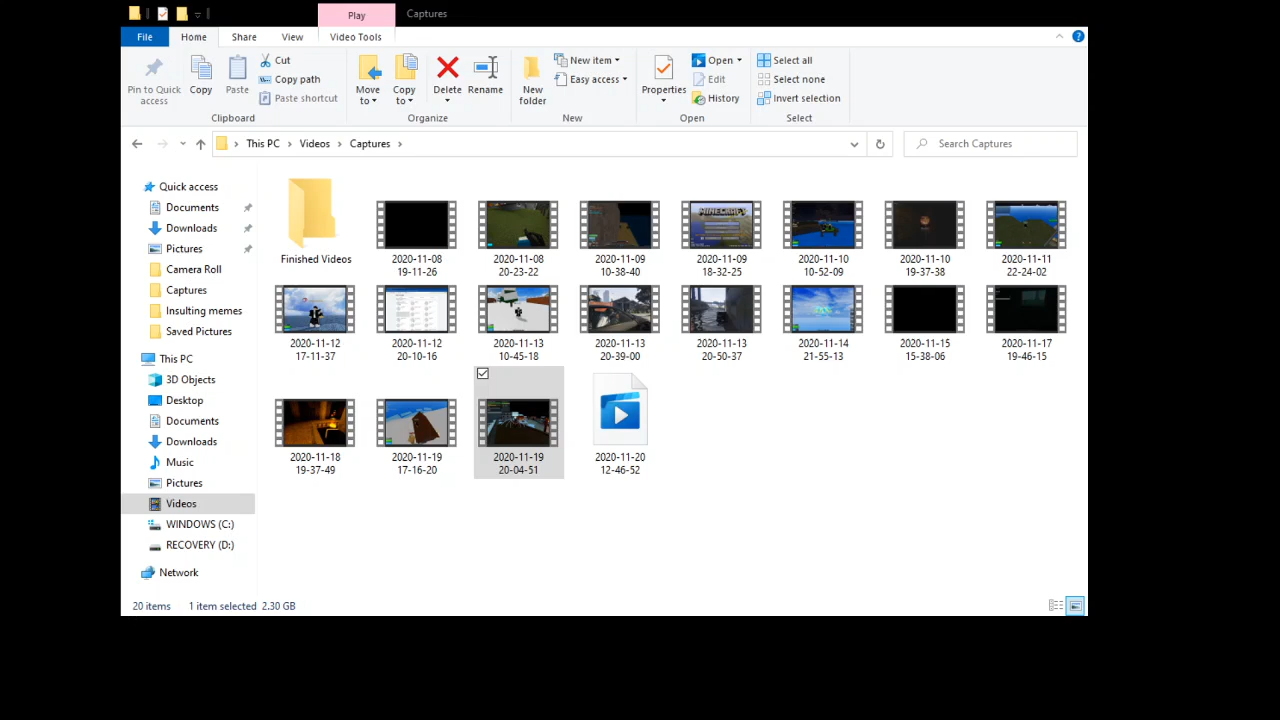 Play
Captures
File
Home
Share
View
Video Tools
Pin to Quick
access
Copy
Paste
Cut
Copy path
Paste shortcut
Clipboard
Move
to
Copy
to
Delete
Rename
Organize
New
folder
New item
Easy access
New
Properties
Open
Edit
History
Open
Select all
Select none
Invert selection
Select
This PC
Videos
Captures
Search Captures
Quick access
Documents
Downloads
Pictures
Camera Roll
Captures
Insulting memes
Saved Pictures
This PC
3D Objects
Desktop
Documents
Downloads
Music
Pictures
Videos
WINDOWS (C:)
RECOVERY (D:)
Network
Finished Videos
2020-11-08
19-11-26
2020-11-08
20-23-22
2020-11-09
10-38-40
MINECRAFT
2020-11-09
18-32-25
2020-11-10
10-52-09
2020-11-10
19-37-38
2020-11-11
22-24-02
2020-11-12
17-11-37
2020-11-12
20-10-16
2020-11-13
10-45-18
2020-11-13
20-39-00
2020-11-13
20-50-37
2020-11-14
21-55-13
2020-11-15
15-38-06
2020-11-17
19-46-15
2020-11-18
19-37-49
2020-11-19
17-16-20
2020-11-19
20-04-51
2020-11-20
12-46-52
20 items
1 item selected 2.30 GB